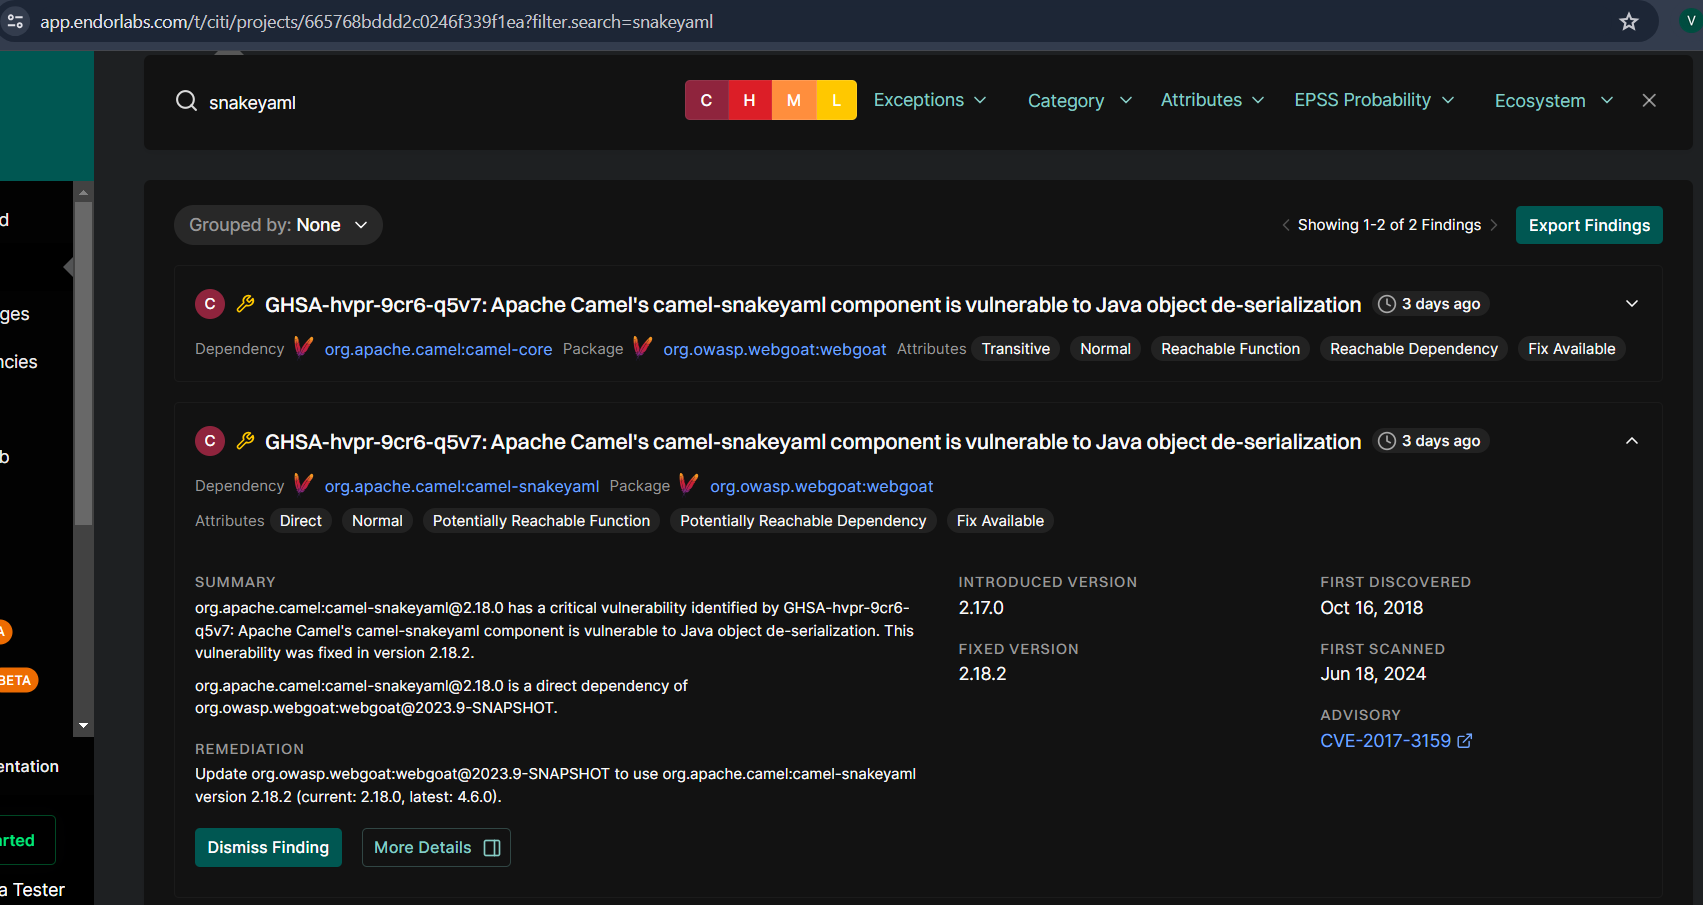 app.endorlabs.com/t/citi/projects/665768bddd2c0246f339f1ea?filter.search=snakeyaml
V
snakeyaml
C H M L Exceptions Category Attributes EPSS Probability Ecosystem
Grouped by: None
Showing 1-2 of 2 Findings
Export Findings
C GHSA-hvpr-9cr6-q5v7: Apache Camel's camel-snakeyaml component is vulnerable to Java object de-serialization 3 days ago
Dependency org.apache.camel:camel-core Package org.owasp.webgoat:webgoat Attributes Transitive Normal Reachable Function Reachable Dependency Fix Available
C GHSA-hvpr-9cr6-q5v7: Apache Camel's camel-snakeyaml component is vulnerable to Java object de-serialization 3 days ago
Dependency org.apache.camel:camel-snakeyaml Package org.owasp.webgoat:webgoat
Attributes Direct Normal Potentially Reachable Function Potentially Reachable Dependency Fix Available
SUMMARY
org.apache.camel:camel-snakeyaml@2.18.0 has a critical vulnerability identified by GHSA-hvpr-9cr6-
q5v7: Apache Camel's camel-snakeyaml component is vulnerable to Java object de-serialization. This
vulnerability was fixed in version 2.18.2.
org.apache.camel:camel-snakeyaml@2.18.0 is a direct dependency of
org.owasp.webgoat:webgoat@2023.9-SNAPSHOT.
REMEDIATION
Update org.owasp.webgoat:webgoat@2023.9-SNAPSHOT to use org.apache.camel:camel-snakeyaml
version 2.18.2 (current: 2.18.0, latest: 4.6.0).
Dismiss Finding
More Details
INTRODUCED VERSION
2.17.0
FIXED VERSION
2.18.2
FIRST DISCOVERED
Oct 16, 2018
FIRST SCANNED
Jun 18, 2024
ADVISORY
CVE-2017-3159
d
ges
ncies
b
A
BETA
entation
arted
a Tester